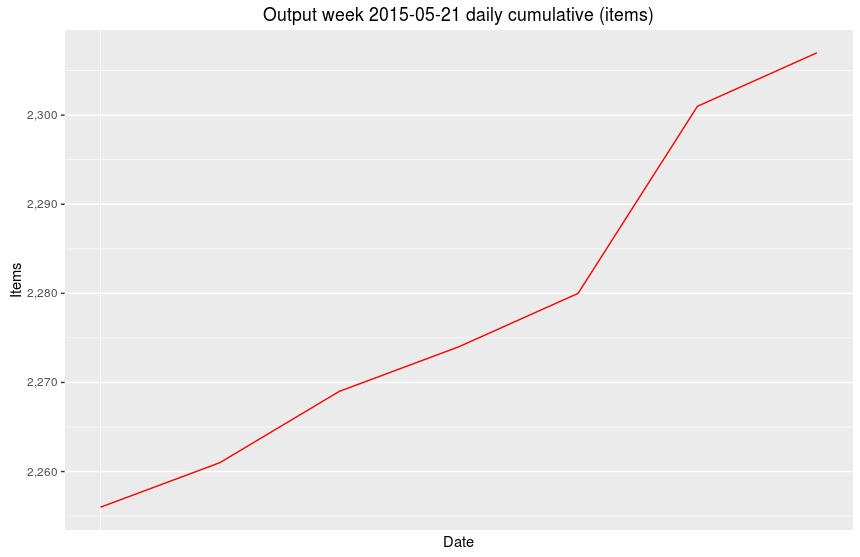 Output week 2015-05-21 daily cumulative (items)
2,300
2,290
2,280
2,270
2,260
Items
Date